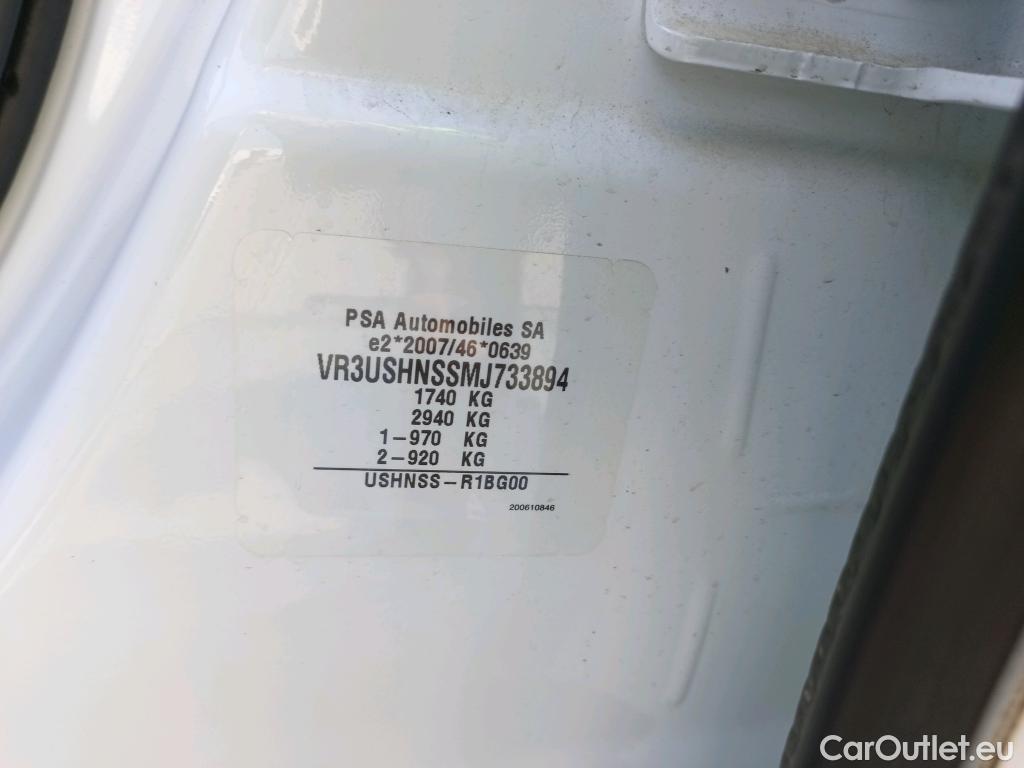 PSA Automobiles SA
e2*2007/46*0639
VR3USHNSSMJ733894
1740 KG
2940 KG
1-970 KG
2-920 KG
USHNSS-R1BG00
200610846
CarOutlet.eu